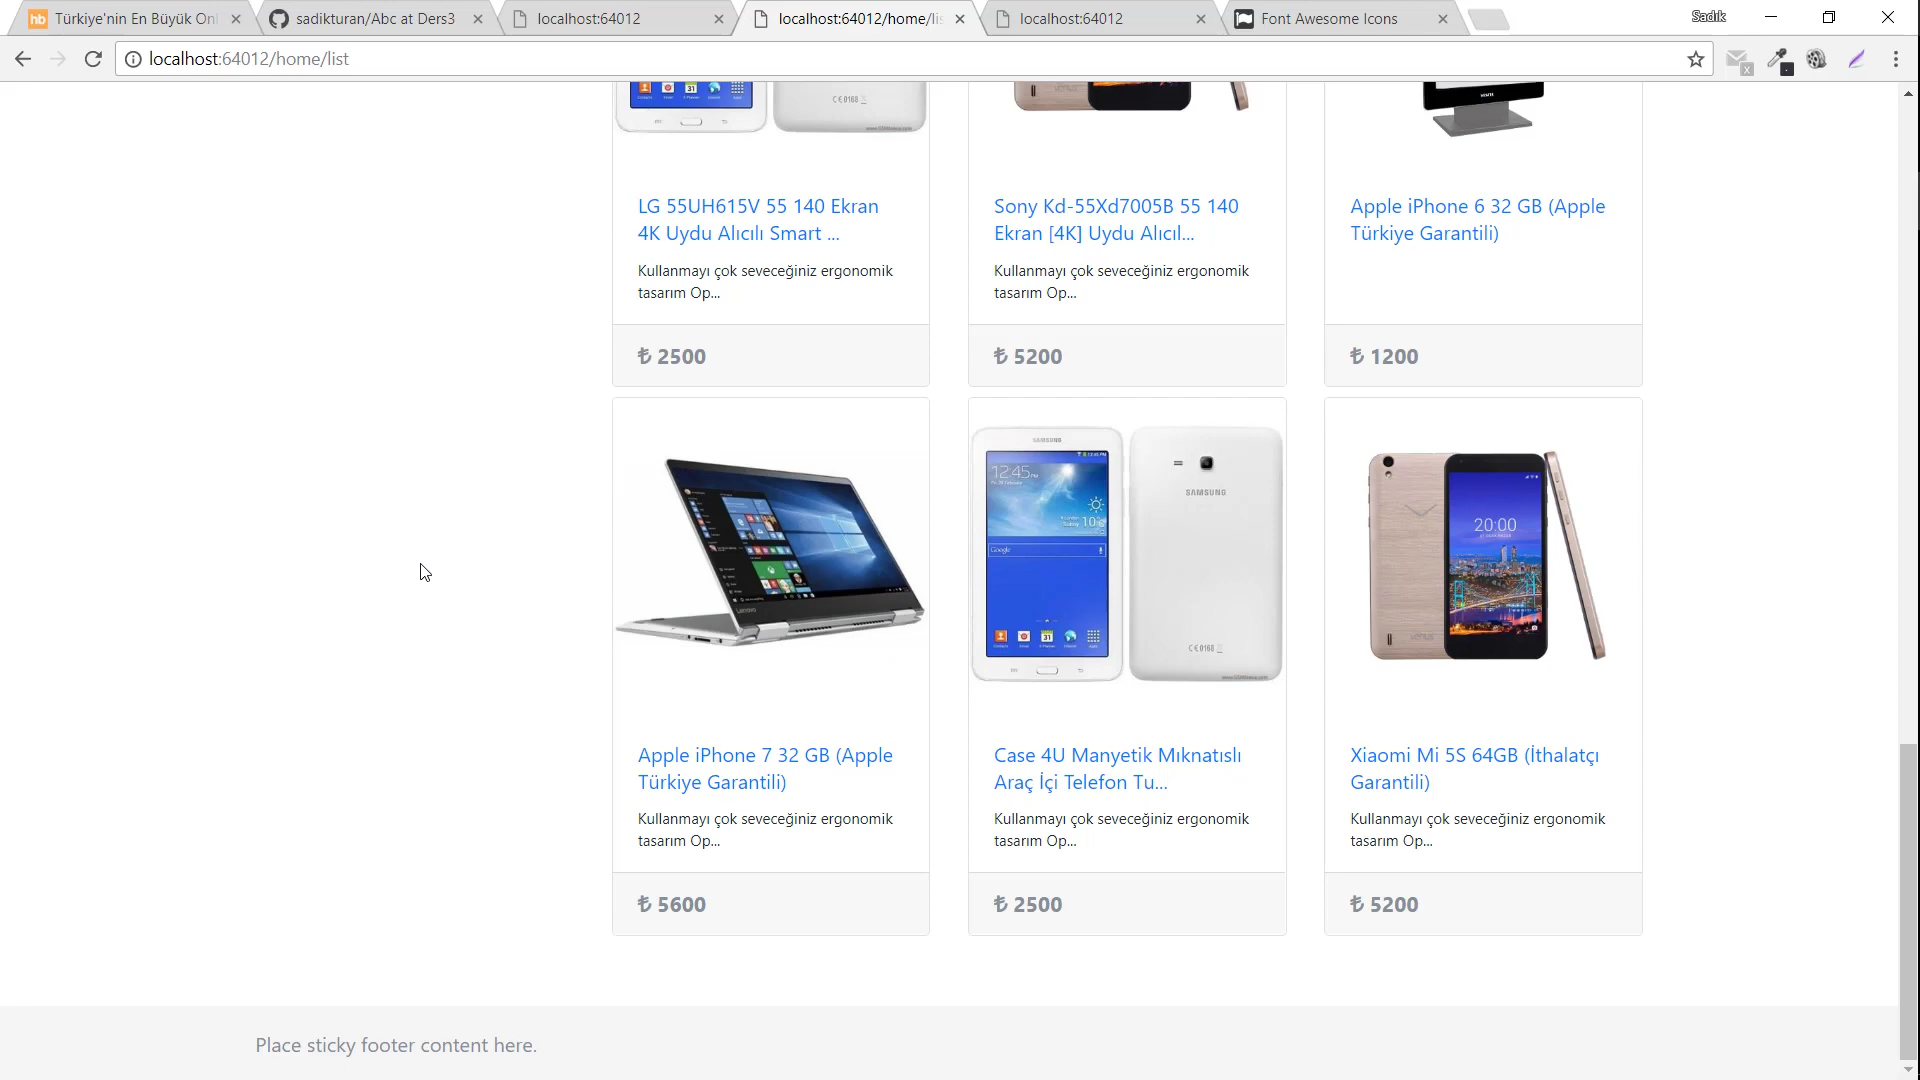 Türkiye'nin En Büyük Onl
sadikturan/Abc at Ders3
localhost:64012
localhost:64012/home/lis
localhost:64012
Font Awesome Icons
Sadık
localhost:64012/home/list
CE0168
LG 55UH615V 55 140 Ekran
4K Uydu Alıcılı Smart ...
Kullanmayı çok seveceğiniz ergonomik
tasarım Op...
₺ 2500
Sony Kd-55Xd7005B 55 140
Ekran [4K] Uydu Alıcıl...
Kullanmayı çok seveceğiniz ergonomik
tasarım Op...
₺ 5200
Apple iPhone 6 32 GB (Apple
Türkiye Garantili)
₺ 1200
Apple iPhone 7 32 GB (Apple
Türkiye Garantili)
Kullanmayı çok seveceğiniz ergonomik
tasarım Op...
₺ 5600
SAMSUNG
12:45
10
Google
31
SAMSUNG
CE0168
Case 4U Manyetik Mıknatıslı
Araç İçi Telefon Tu...
Kullanmayı çok seveceğiniz ergonomik
tasarım Op...
₺ 2500
20:00
Xiaomi Mi 5S 64GB (İthalatçı
Garantili)
Kullanmayı çok seveceğiniz ergonomik
tasarım Op...
₺ 5200
Place sticky footer content here.